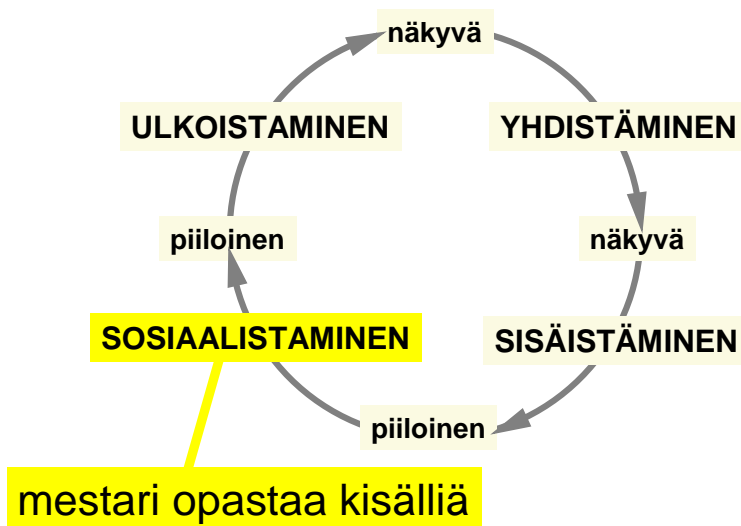 näkyvä
ULKOISTAMINEN
YHDISTÄMINEN
piiloinen
näkyvä
SOSIAALISTAMINEN
SISÄISTÄMINEN
piiloinen
mestari opastaa kisälliä